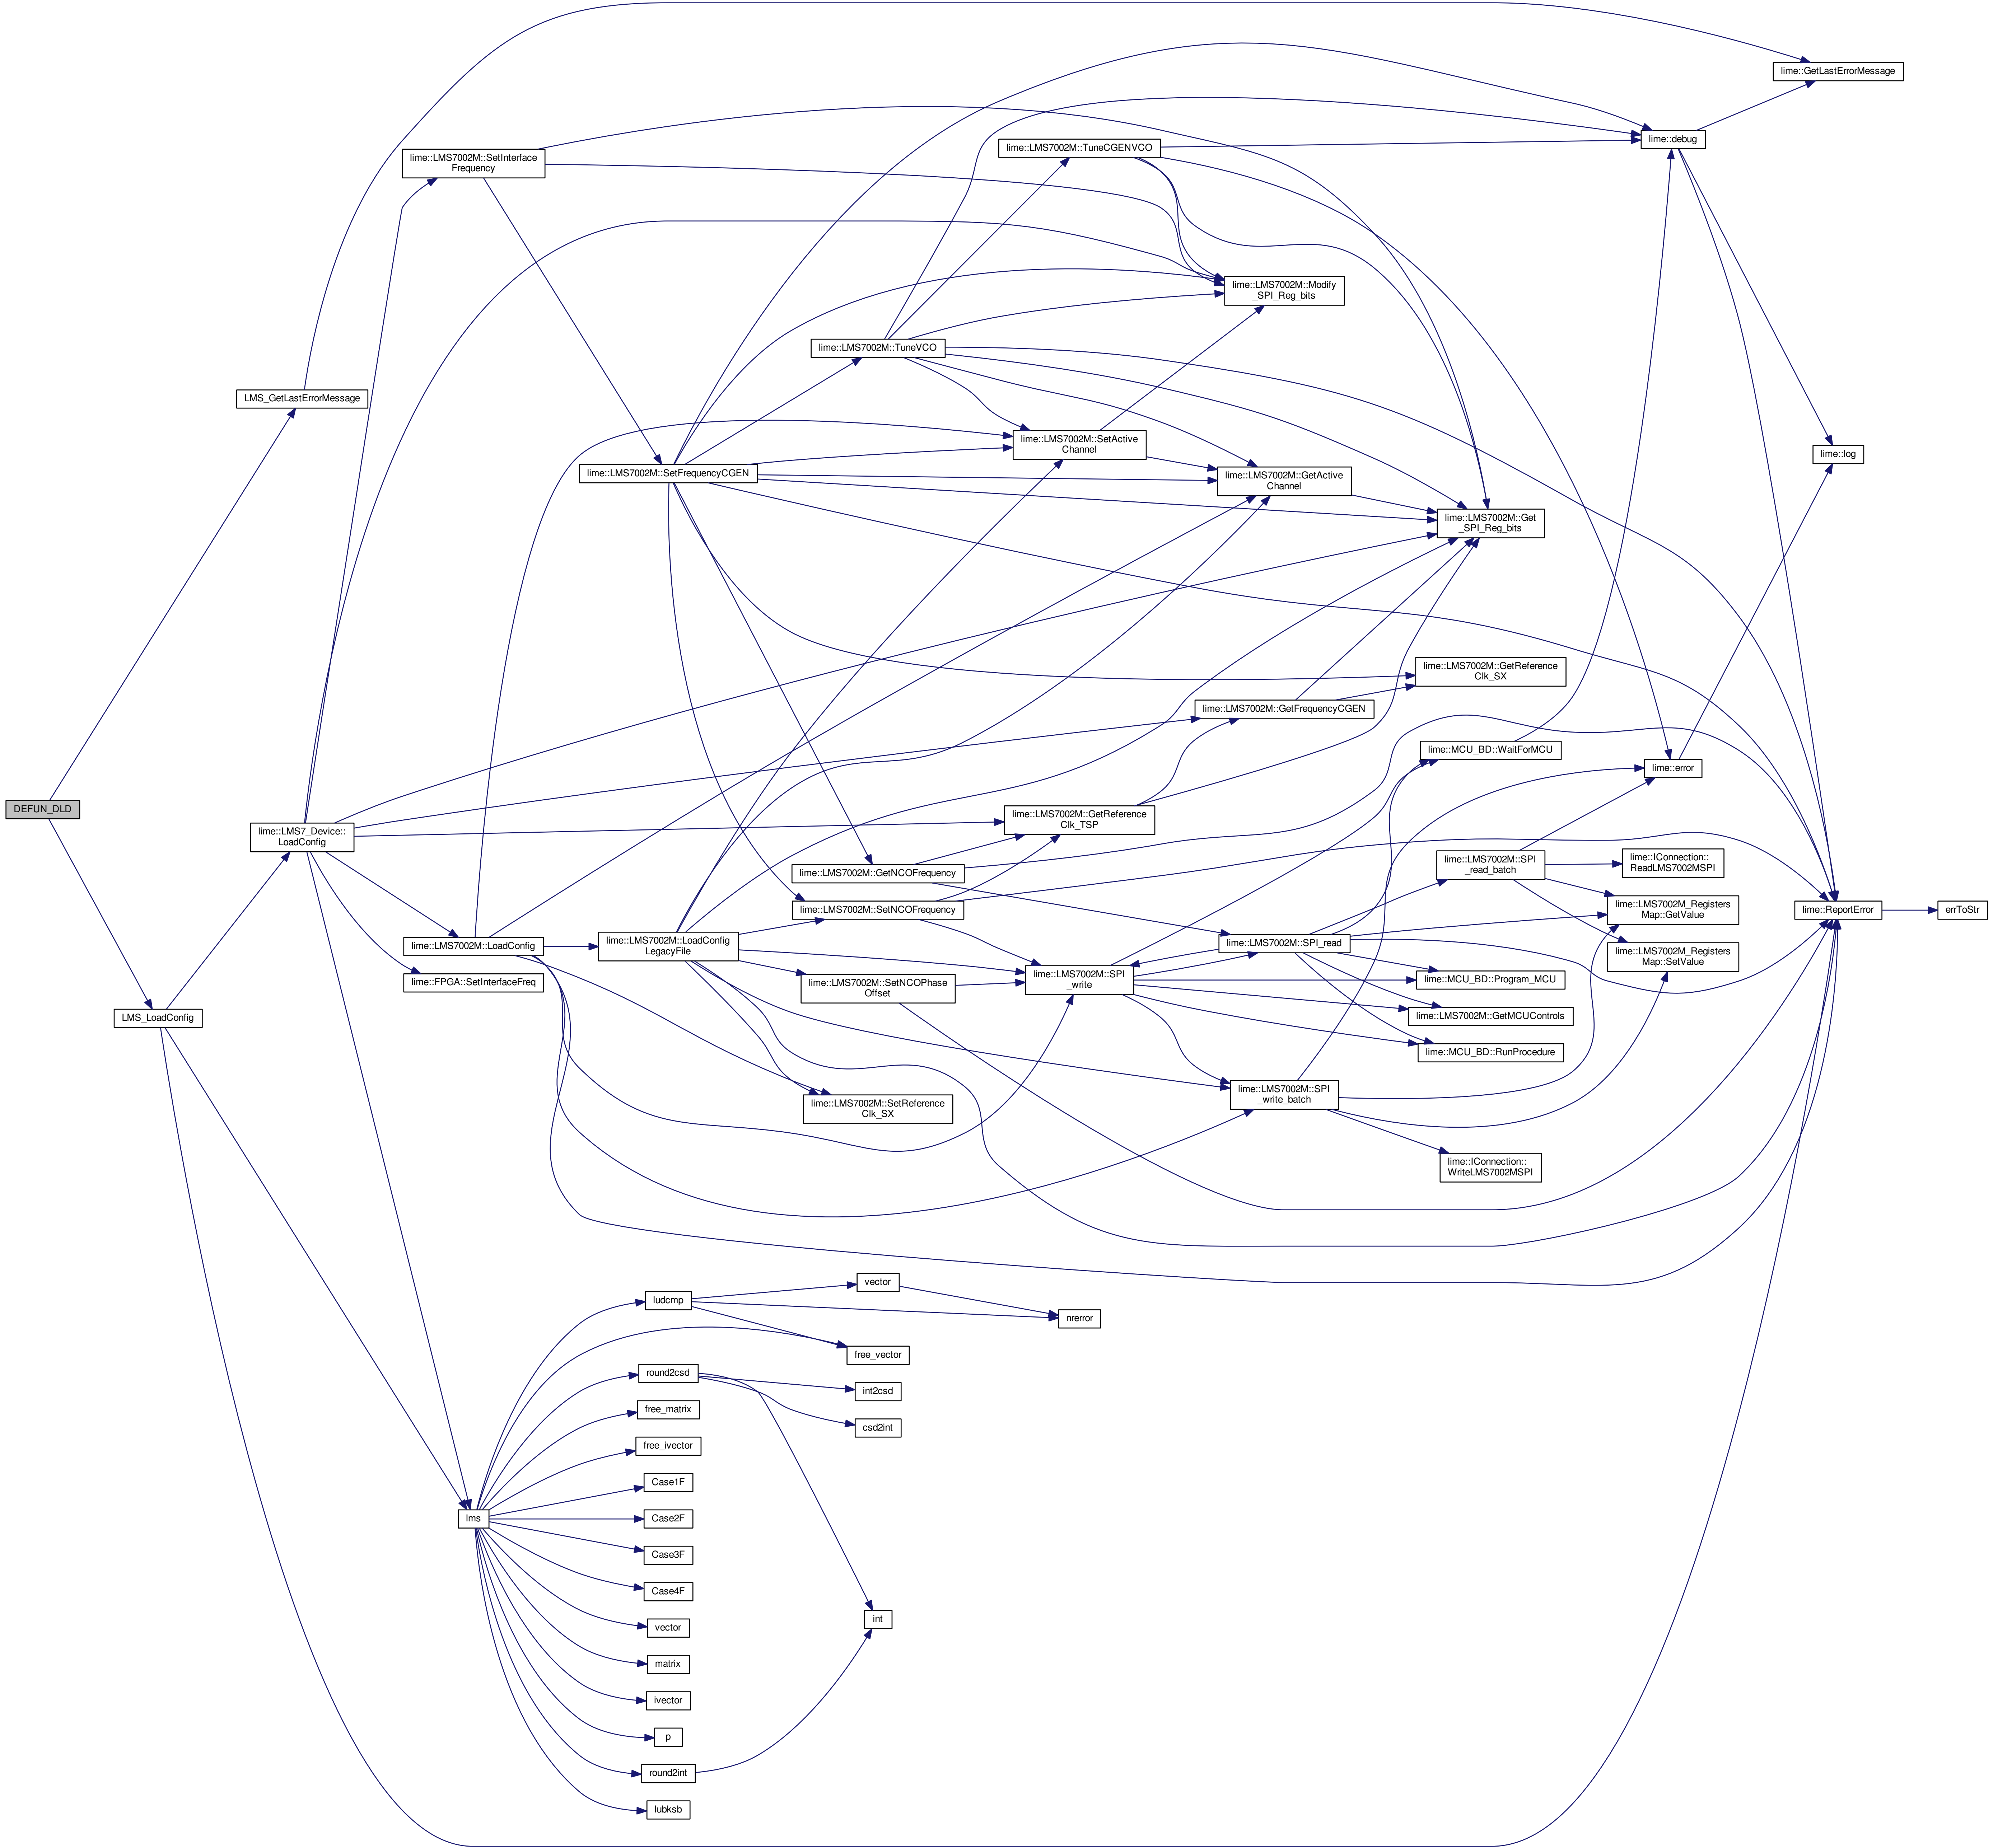 lime::GetLastErrorMessage
lime::debug
lime::LMS7002M::TuneCGENVCO
lime::LMS7002M::SetInterface
Frequency
lime::LMS7002M::Modify
_SPI_Reg_bits
lime::LMS7002M::TuneVCO
LMS_GetLastErrorMessage
lime::LMS7002M::SetActive
Channel
lime::log
lime::LMS7002M::SetFrequencyCGEN
lime::LMS7002M::GetActive
Channel
lime::LMS7002M::Get
_SPI_Reg_bits
lime::LMS7002M::GetReference
Clk_SX
lime::LMS7002M::GetFrequencyCGEN
lime::MCU_BD::WaitForMCU
lime::error
DEFUN_DLD
lime::LMS7002M::GetReference
Clk_TSP
lime::LMS7_Device::
LoadConfig
lime::LMS7002M::SPI
_read_batch
lime::IConnection::
ReadLMS7002MSPI
lime::LMS7002M::GetNCOFrequency
lime::LMS7002M::SetNCOFrequency
lime::LMS7002M_Registers
Map::GetValue
lime::ReportError
errToStr
lime::LMS7002M::LoadConfig
lime::LMS7002M::LoadConfig
LegacyFile
lime::LMS7002M::SPI_read
lime::LMS7002M_Registers
Map::SetValue
lime::FPGA::SetInterfaceFreq
lime::LMS7002M::SetNCOPhase
Offset
lime::LMS7002M::SPI
_write
lime::MCU_BD::Program_MCU
LMS_LoadConfig
lime::LMS7002M::GetMCUControls
lime::MCU_BD::RunProcedure
lime::LMS7002M::SetReference
Clk_SX
lime::LMS7002M::SPI
_write_batch
lime::IConnection::
WriteLMS7002MSPI
vector
ludcmp
nrerror
free_vector
round2csd
int2csd
free_matrix
csd2int
free_ivector
Case1F
lms
Case2F
Case3F
Case4F
int
vector
matrix
ivector
p
round2int
lubksb